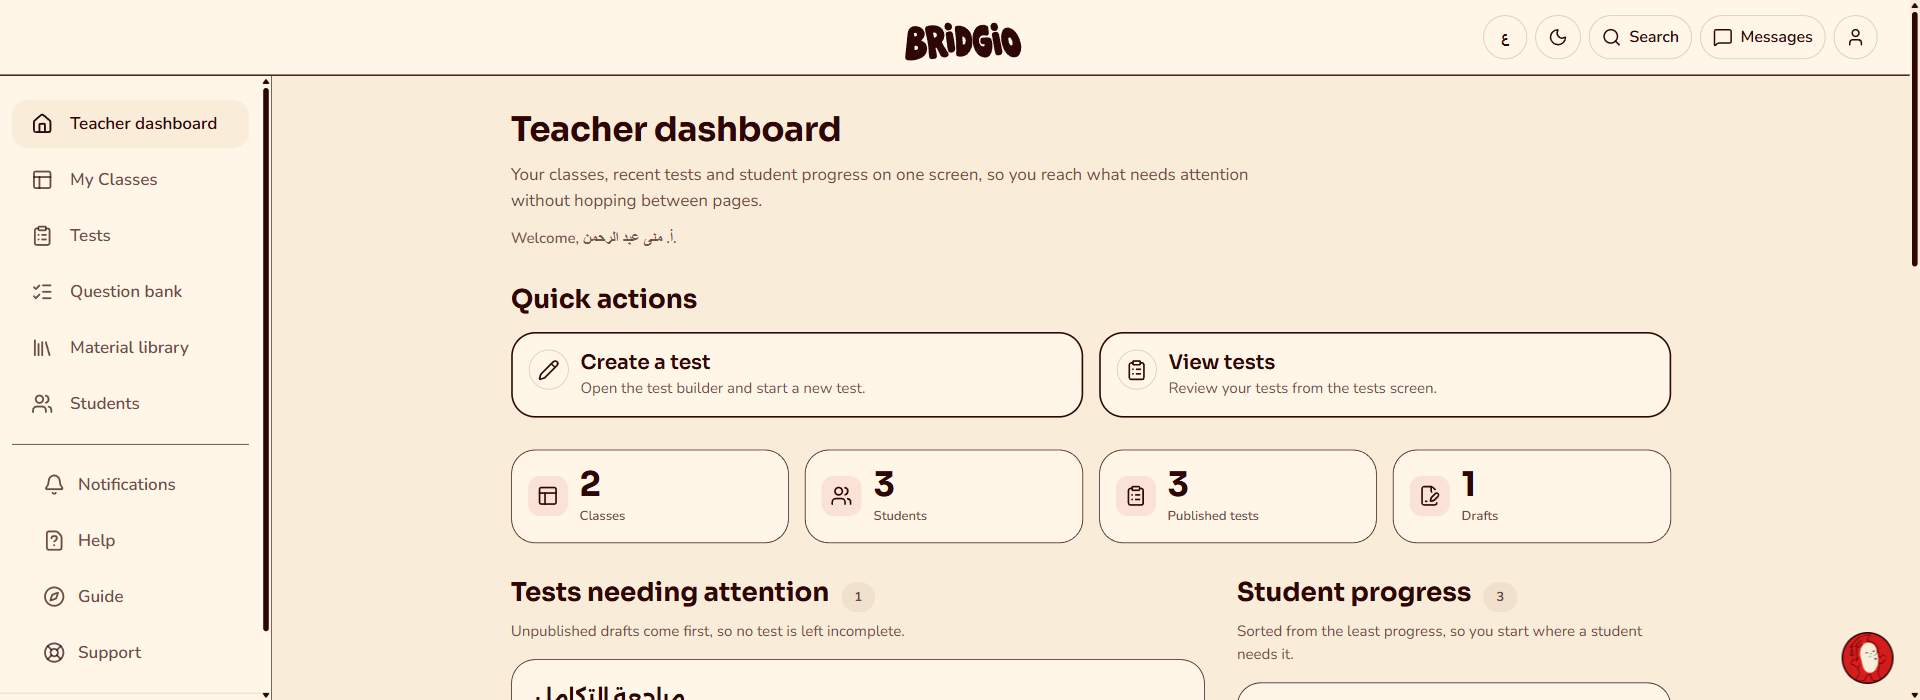 BRiDGiO
ع
Search
Messages
Teacher dashboard
My Classes
Tests
Question bank
Material library
Students
Notifications
Help
Guide
Support
Teacher dashboard
Your classes, recent tests and student progress on one screen, so you reach what needs attention
without hopping between pages.
Welcome, أ. منى عبد الرحمن.
Quick actions
Create a test
Open the test builder and start a new test.
View tests
Review your tests from the tests screen.
2
Classes
3
Students
3
Published tests
1
Drafts
Tests needing attention 1
Unpublished drafts come first, so no test is left incomplete.
مراجعة التكامل
Student progress 3
Sorted from the least progress, so you start where a student
needs it.